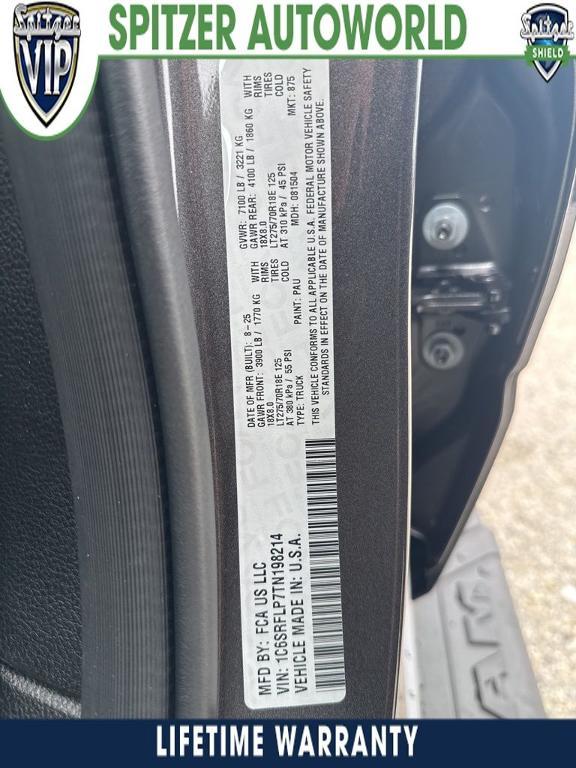 Spitzer
VIP
SPITZER AUTOWORLD
Spitzer
SHIELD
MFD BY: FCA US LLC
VIN: 1C6SRFLP7TN198214
VEHICLE MADE IN: U.S.A.
DATE OF MFR (BUILT): 8-25
GAWR FRONT: 3900 LB / 1770 KG WITH
18X8.0 RIMS
LT275/70R18E 125 TIRES
AT 380 kPa / 55 PSI COLD
TYPE: TRUCK PAINT: PAU
GVWR: 7100 LB / 3221 KG
GAWR REAR: 4100 LB / 1860 KG WITH
18X8.0 RIMS
LT275/70R18E 125 TIRES
AT 310 kPa / 45 PSI COLD
MDH: 081504 MKT: 875
THIS VEHICLE CONFORMS TO ALL APPLICABLE U.S.A. FEDERAL MOTOR VEHICLE SAFETY
STANDARDS IN EFFECT ON THE DATE OF MANUFACTURE SHOWN ABOVE.
LIFETIME WARRANTY